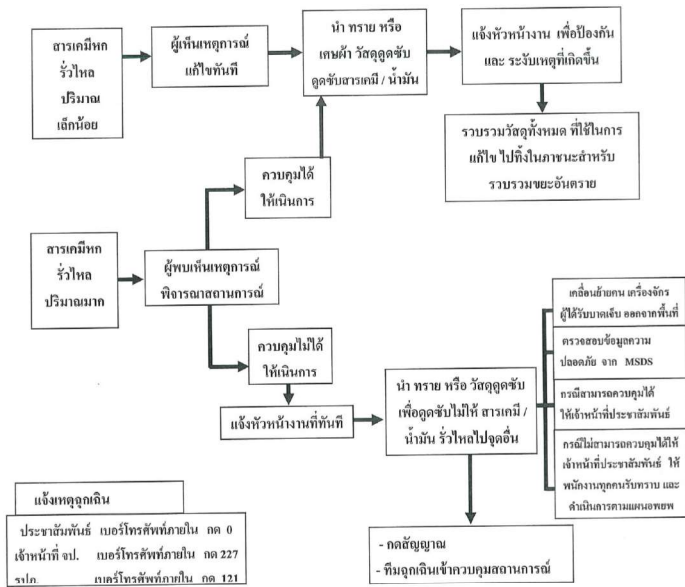 สารเคมีหก
รั่วไหล
ปริมาณ
เล็กน้อย
ผู้เห็นเหตุการณ์
แก้ไขทันที
นำ ทราย หรือ
เศษผ้า วัสดุดูดซับ
ดูดซับสารเคมี / น้ำมัน
แจ้งหัวหน้างาน เพื่อป้องกัน
และ ระงับเหตุที่เกิดขึ้น
รวบรวมวัสดุทั้งหมด ที่ใช้ในการ
แก้ไข ไปทิ้งในภาชนะสำหรับ
รวบรวมขยะอันตราย
ควบคุมได้
ให้เนินการ
สารเคมีหก
รั่วไหล
ปริมาณมาก
ผู้พบเห็นเหตุการณ์
พิจารณาสถานการณ์
ควบคุมไม่ได้
ให้เนินการ
แจ้งหัวหน้างานที่ทันที
นำ ทราย หรือ วัสดุดูดซับ
เพื่อดูดซับไม่ให้ สารเคมี /
น้ำมัน รั่วไหลไปจุดอื่น
เคลื่อนย้ายคน เครื่องจักร
ผู้ได้รับบาดเจ็บ ออกจากพื้นที่
ตรวจสอบข้อมูลความ
ปลอดภัย จาก MSDS
กรณีสามารถควบคุมได้
ให้เจ้าหน้าที่ประชาสัมพันธ์
กรณีไม่สามารถควบคุมได้ให้
เจ้าหน้าที่ประชาสัมพันธ์ ให้
พนักงานทุกคนรับทราบ และ
ดำเนินการตามแผนอพยพ
- กดสัญญาณ
- ทีมฉุกเฉินเข้าควบคุมสถานการณ์
แจ้งเหตุฉุกเฉิน
ประชาสัมพันธ์ เบอร์โทรศัพท์ภายใน กด 0
เจ้าหน้าที่ จป. เบอร์โทรศัพท์ภายใน กด 227
รปภ. เบอร์โทรศัพท์ภายใน กด 121